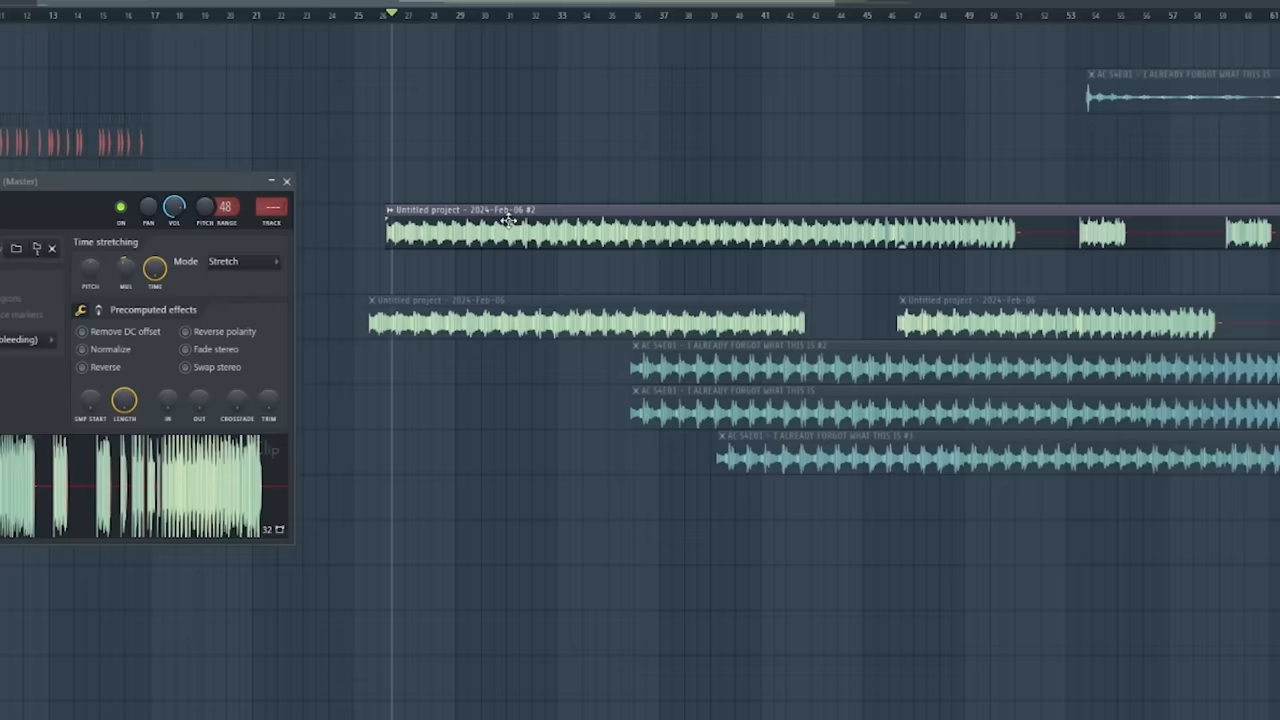 12 13 14 15 16 17 18 19 20 21 22 23 24 25 26 27 28 29 30 31 32 33 34 35 36 37 38 39 40 41 42 43 44 45 46 47 48 49 50 51 52 53 54 55 56 57 58 59 60 61
AC S4E01 - I ALREADY FORGOT WHAT THIS IS
(Master)
48
---
ON PAN VOL PITCH RANGE TRACK
Untitled project - 2024-Feb-06 #2
Time stretching
Mode Stretch
PITCH MUL TIME
Precomputed effects
Remove DC offset Reverse polarity
bleeding)
Normalize Fade stereo
Reverse Swap stereo
SMP START LENGTH IN OUT CROSSFADE TRIM
32
Untitled project - 2024-Feb-06
Untitled project - 2024-Feb-06
AC S4E01 - I ALREADY FORGOT WHAT THIS IS #2
AC S4E01 - I ALREADY FORGOT WHAT THIS IS
AC S4E01 - I ALREADY FORGOT WHAT THIS IS #3